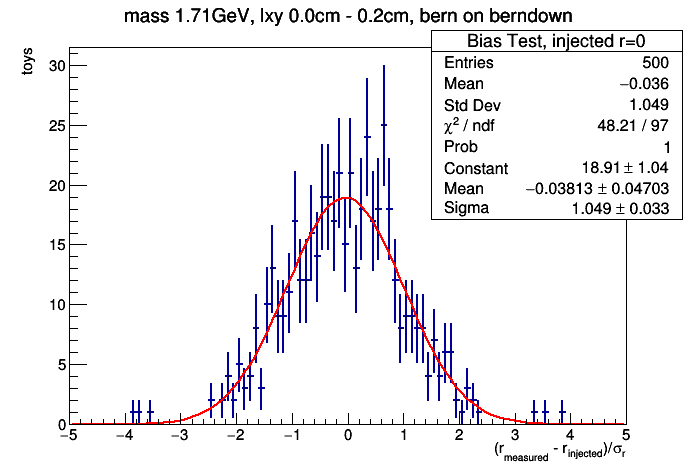 mass 1.71GeV, lxy 0.0cm - 0.2cm, bern on berndown
toys
Bias Test, injected r=0
Entries 500
Mean −0.036
Std Dev 1.049
χ² / ndf 48.21 / 97
Prob 1
Constant 18.91 ± 1.04
Mean −0.03813 ± 0.04703
Sigma 1.049 ± 0.033
30
25
20
15
10
5
0
−5 −4 −3 −2 −1 0 1 2 3 4 5
(r_measured - r_injected)/σ_r